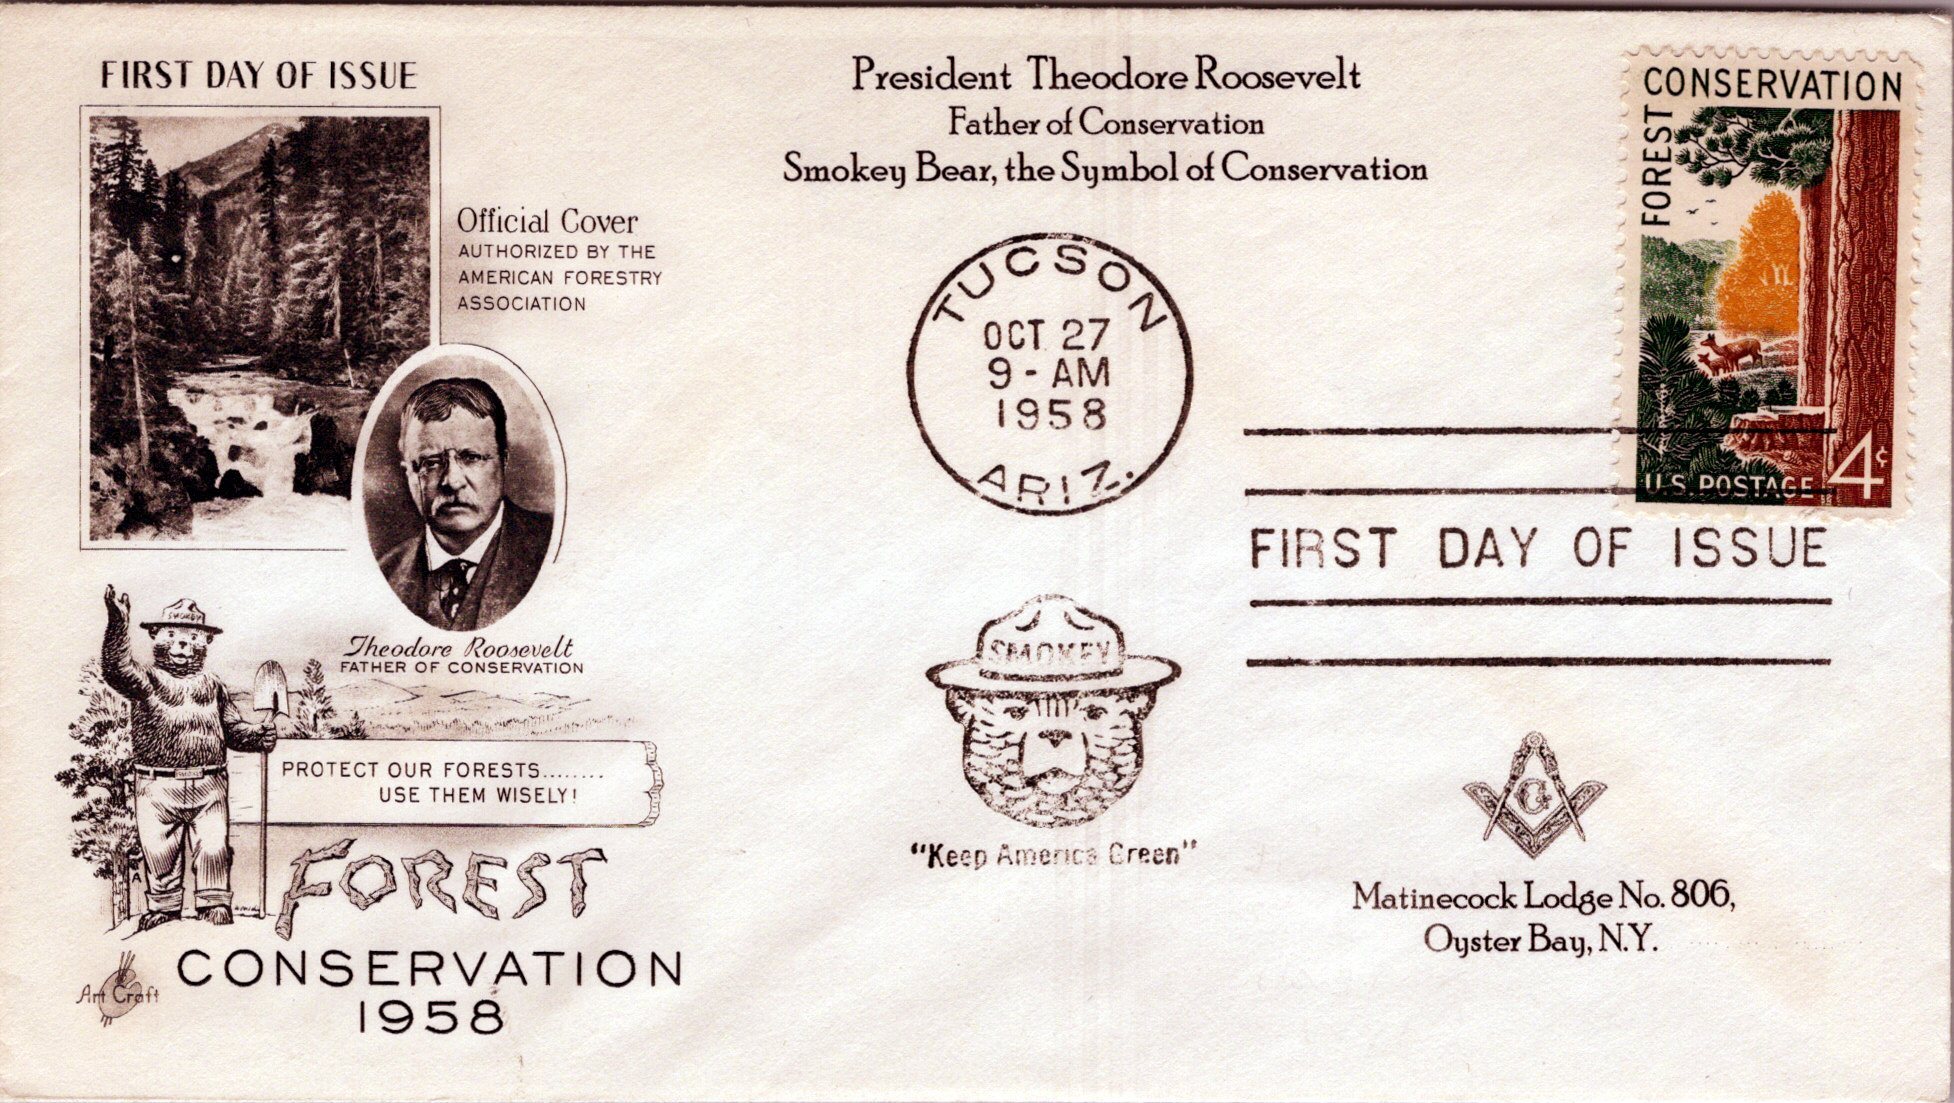 FIRST DAY OF ISSUE
Official Cover
AUTHORIZED BY THE
AMERICAN FORESTRY
ASSOCIATION
Theodore Roosevelt
FATHER OF CONSERVATION
SMOKEY
PROTECT OUR FORESTS........
USE THEM WISELY!
FOREST
CONSERVATION
1958
Art Craft
President Theodore Roosevelt
Father of Conservation
Smokey Bear, the Symbol of Conservation
TUCSON
OCT 27
9-AM
1958
ARIZ.
SMOKEY
"Keep America Green"
FOREST
CONSERVATION
U.S. POSTAGE 4¢
FIRST DAY OF ISSUE
G
Matinecock Lodge No. 806,
Oyster Bay, N.Y.